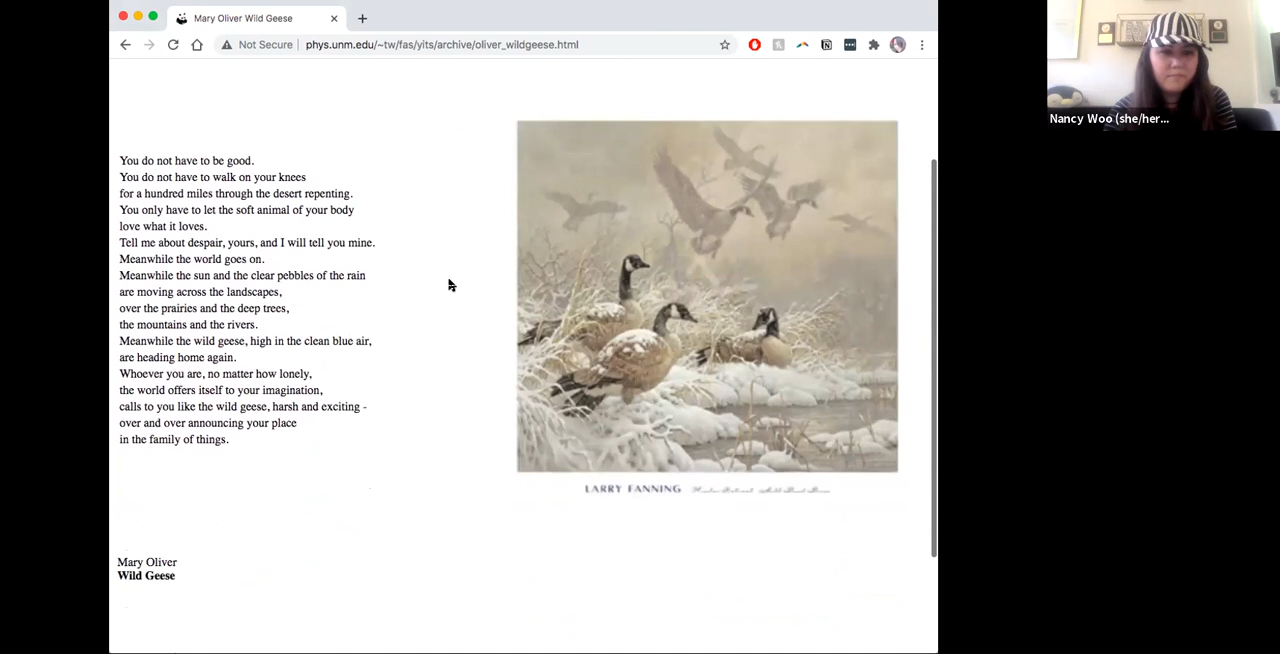 Mary Oliver Wild Geese
Not Secure
phys.unm.edu/~tw/fas/yits/archive/oliver_wildgeese.html
Nancy Woo (she/her...
You do not have to be good.
You do not have to walk on your knees
for a hundred miles through the desert repenting.
You only have to let the soft animal of your body
love what it loves.
Tell me about despair, yours, and I will tell you mine.
Meanwhile the world goes on.
Meanwhile the sun and the clear pebbles of the rain
are moving across the landscapes,
over the prairies and the deep trees,
the mountains and the rivers.
Meanwhile the wild geese, high in the clean blue air,
are heading home again.
Whoever you are, no matter how lonely,
the world offers itself to your imagination,
calls to you like the wild geese, harsh and exciting -
over and over announcing your place
in the family of things.
LARRY FANNING
Mary Oliver
Wild Geese